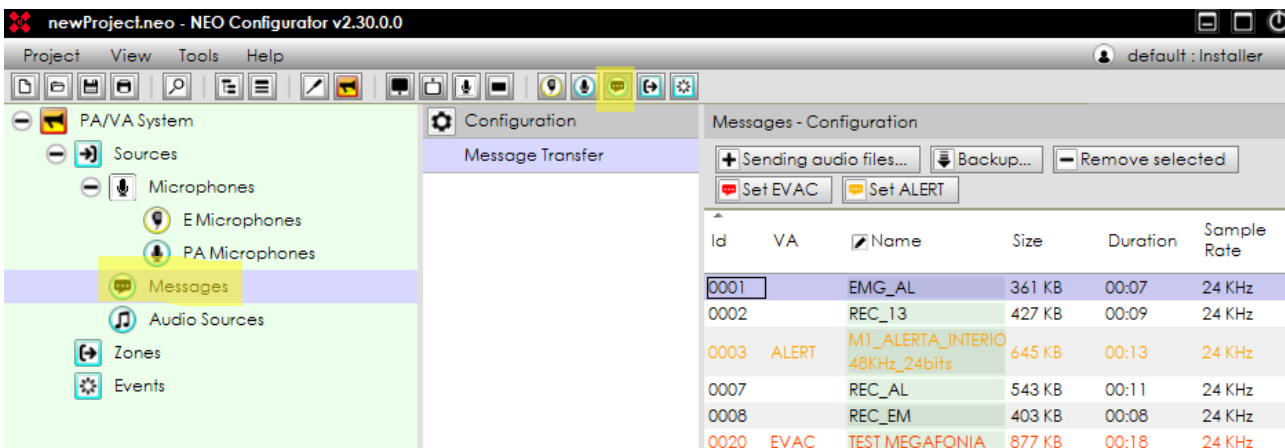 newProject.neo - NEO Configurator v2.30.0.0
Project View Tools Help default : Installer
PA/VA System
Sources
Microphones
E Microphones
PA Microphones
Messages
Audio Sources
Zones
Events
Configuration
Message Transfer
Messages - Configuration
Sending audio files... Backup... Remove selected
Set EVAC Set ALERT
Id VA Name Size Duration Sample Rate
0001 EMG_AL 361 KB 00:07 24 KHz
0002 REC_13 427 KB 00:09 24 KHz
0003 ALERT M1_ALERTA_INTERIO 48KHz_24bits 645 KB 00:13 24 KHz
0007 REC_AL 543 KB 00:11 24 KHz
0008 REC_EM 403 KB 00:08 24 KHz
0020 EVAC TEST MEGAFONIA 877 KB 00:18 24 KHz